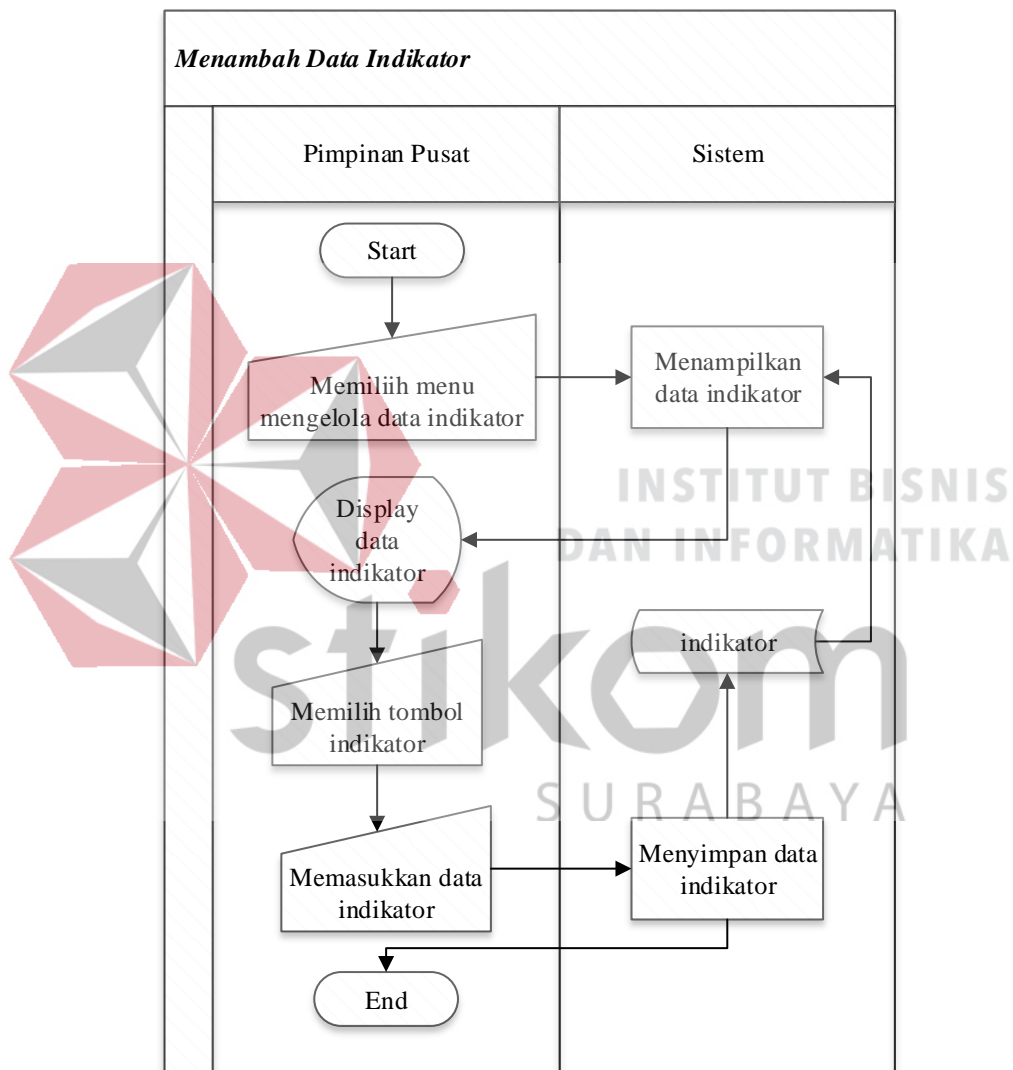 Menambah Data Indikator
Pimpinan Pusat
Sistem
Start
Memiliih menu
mengelola data indikator
Menampilkan
data indikator
Display
data
indikator
INSTITUT BISNIS
DAN INFORMATIKA
stikom
SURABAYA
indikator
Memilih tombol
indikator
Memasukkan data
indikator
Menyimpan data
indikator
End